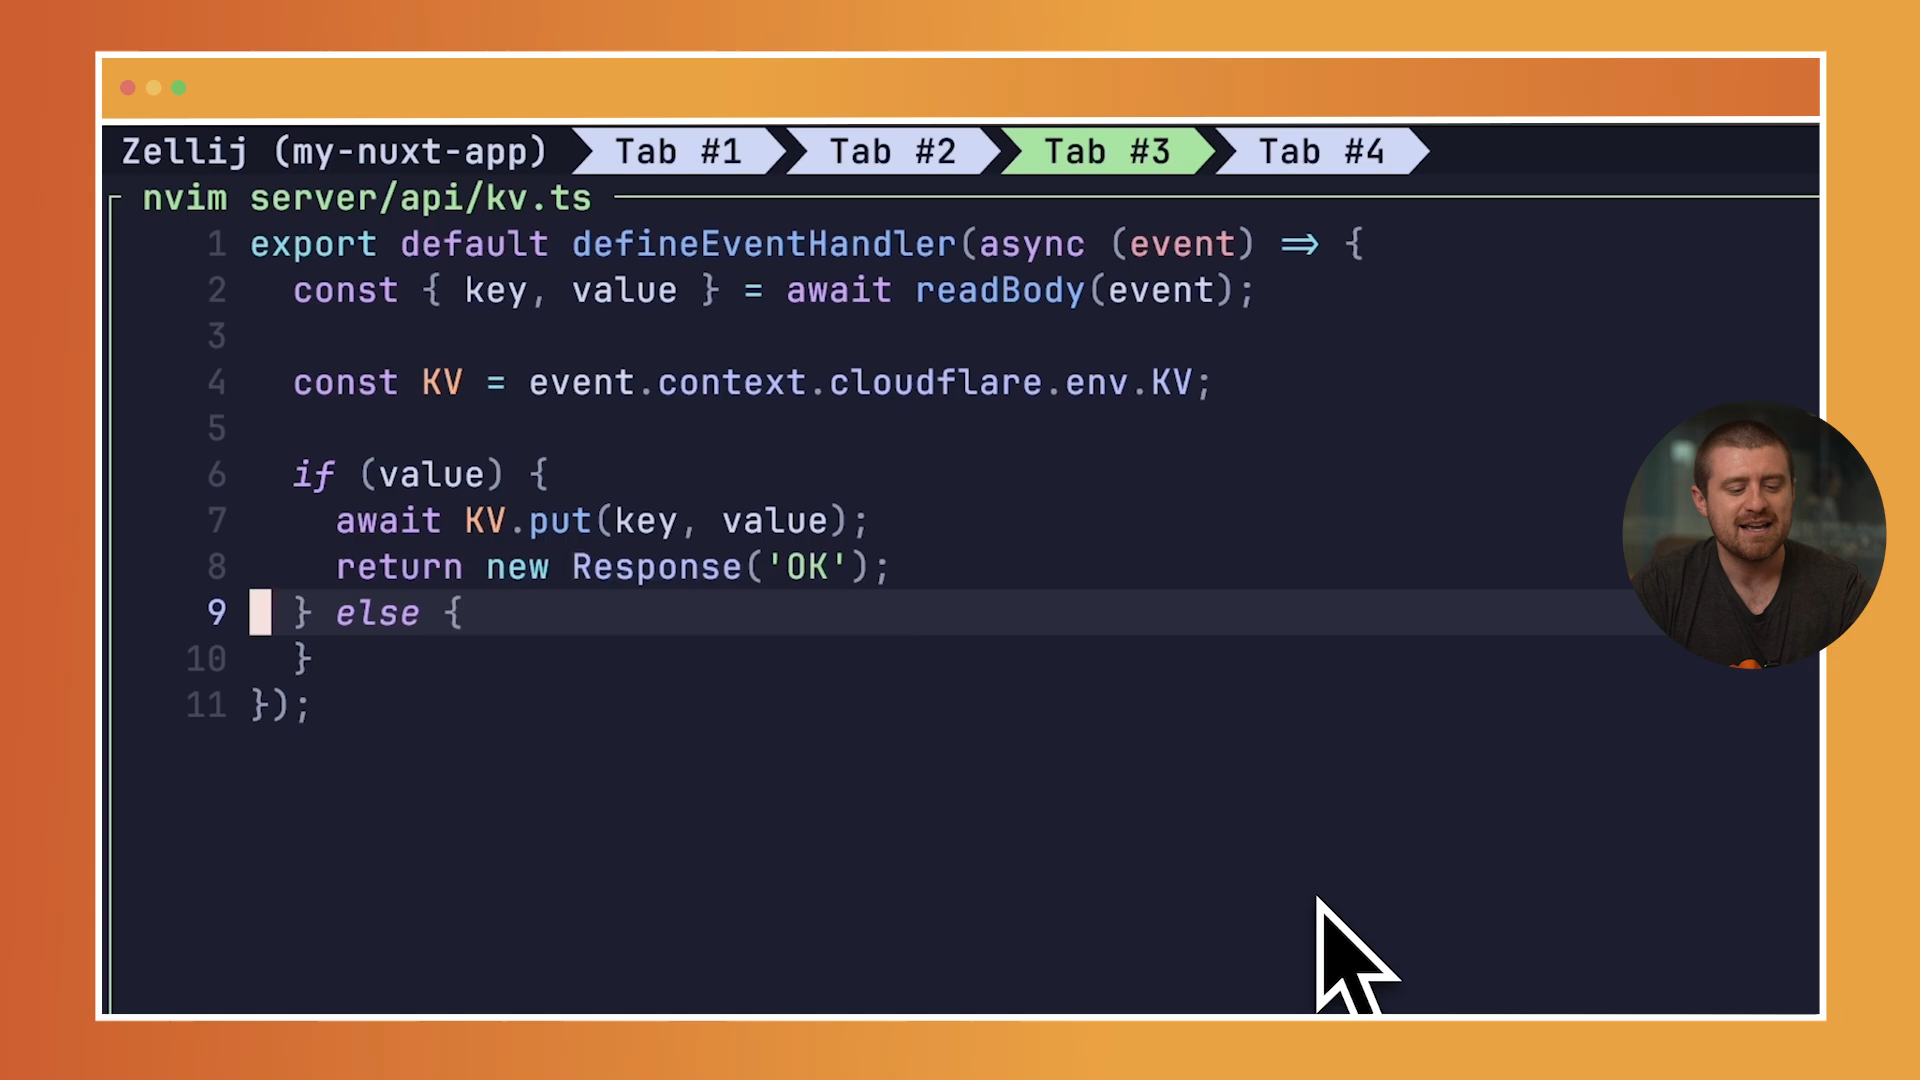 Zellij (my-nuxt-app) Tab #1 Tab #2 Tab #3 Tab #4
nvim server/api/kv.ts
1 export default defineEventHandler(async (event) => {
2 const { key, value } = await readBody(event);
3
4 const KV = event.context.cloudflare.env.KV;
5
6 if (value) {
7 await KV.put(key, value);
8 return new Response('OK');
9 } else {
10 }
11 });